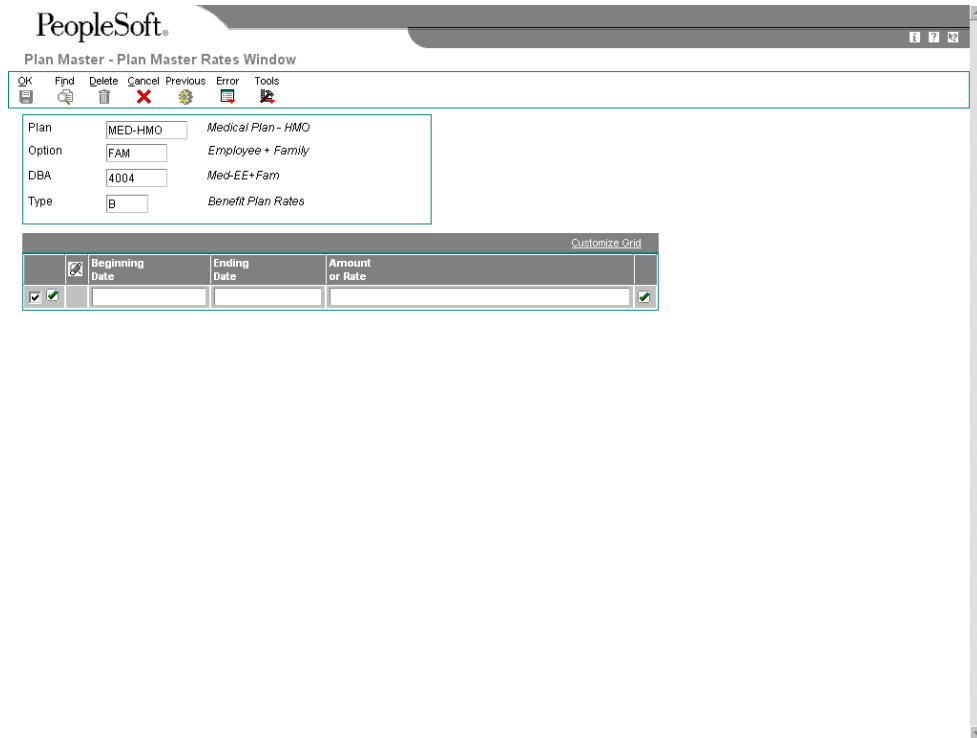 PeopleSoft.
Plan Master - Plan Master Rates Window
OK Find Delete Cancel Previous Error Tools
Plan MED-HMO Medical Plan - HMO
Option FAM Employee + Family
DBA 4004 Med-EE+Fam
Type B Benefit Plan Rates
Customize Grid
Beginning Date Ending Date Amount or Rate